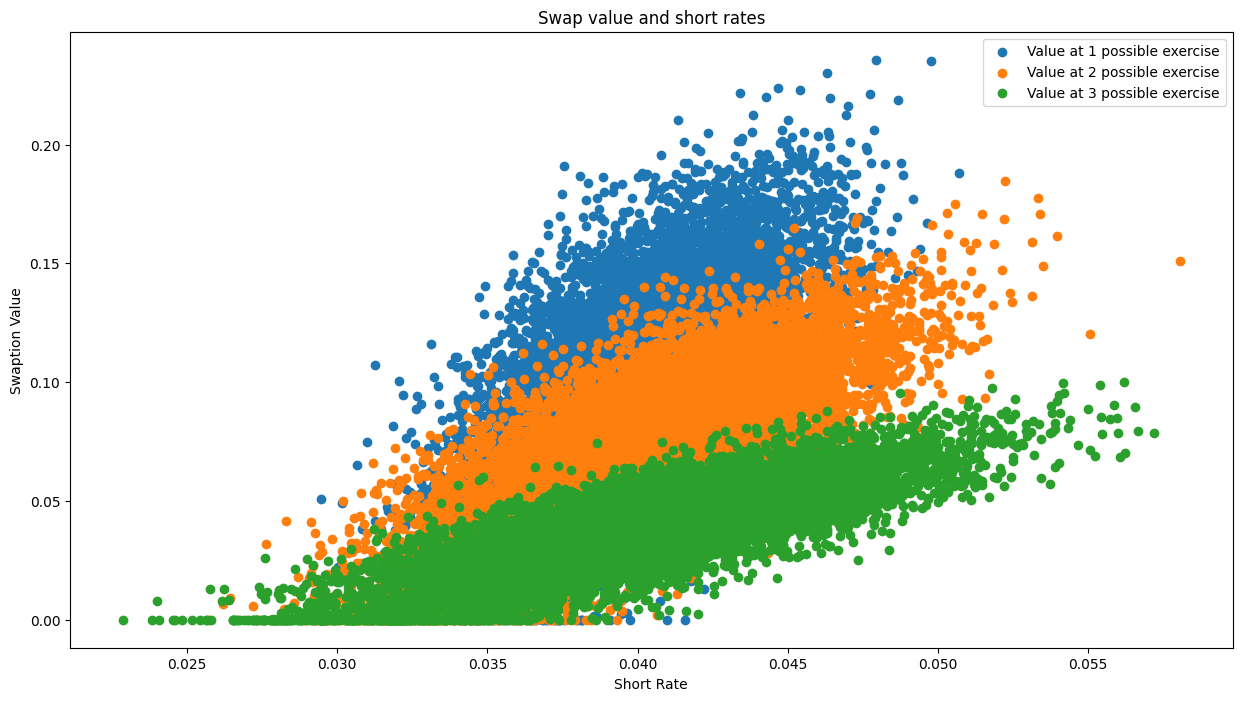 Swap value and short rates
Value at 1 possible exercise
Value at 2 possible exercise
Value at 3 possible exercise
Swaption Value
0.20
0.15
0.10
0.05
0.00
0.025 0.030 0.035 0.040 0.045 0.050 0.055
Short Rate